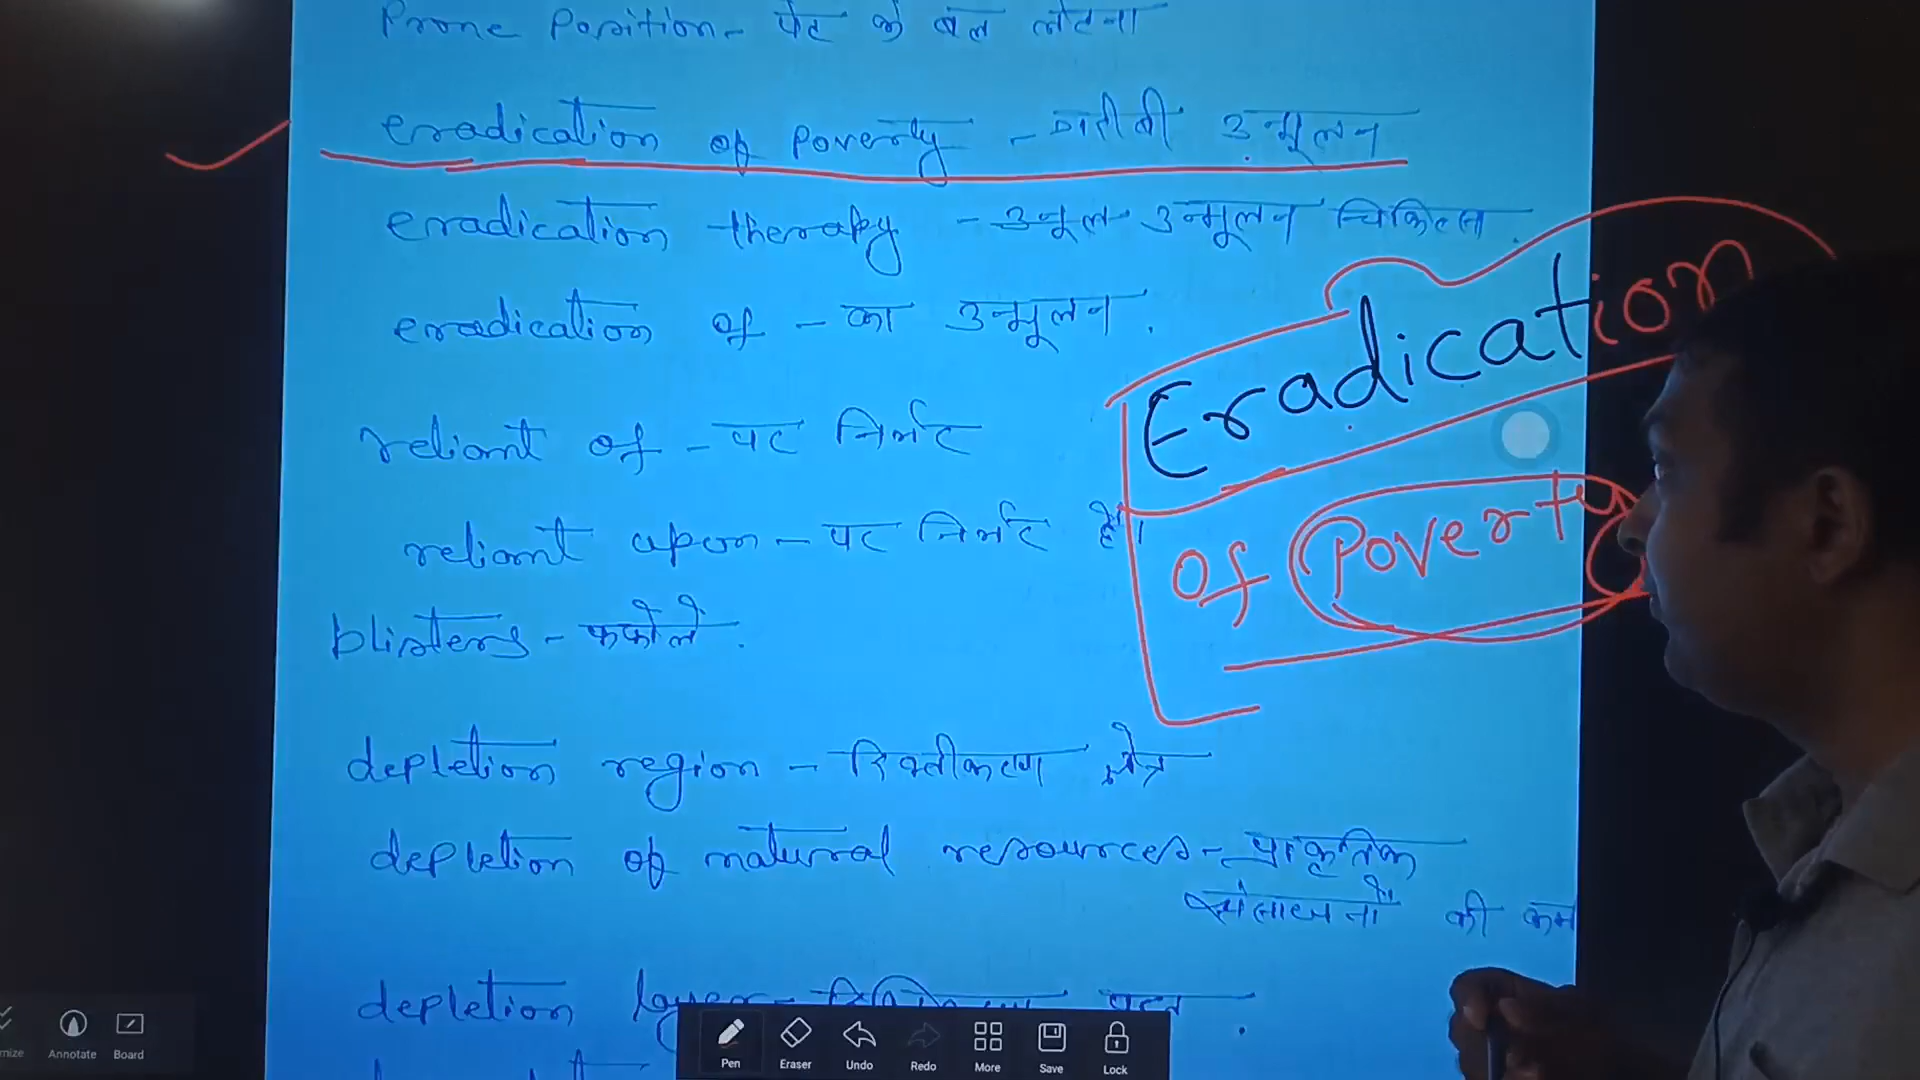 Prone Position - पेट के बल लेटना
eradication of Poverty - गरीबी उन्मूलन
eradication therapy - उन्मूलन चिकित्सा.
eradication of - का उन्मूलन.
Eradication
reliant of - पर निर्भर
of Poverty
reliant upon - पर निर्भर है।
blisters - फफोले.
depletion region - रिक्तीकरण क्षेत्र
depletion of natural resources - प्राकृतिक
संसाधनों की कम
depletion layer -
Annotate Board
Pen Eraser Undo Redo More Save Lock